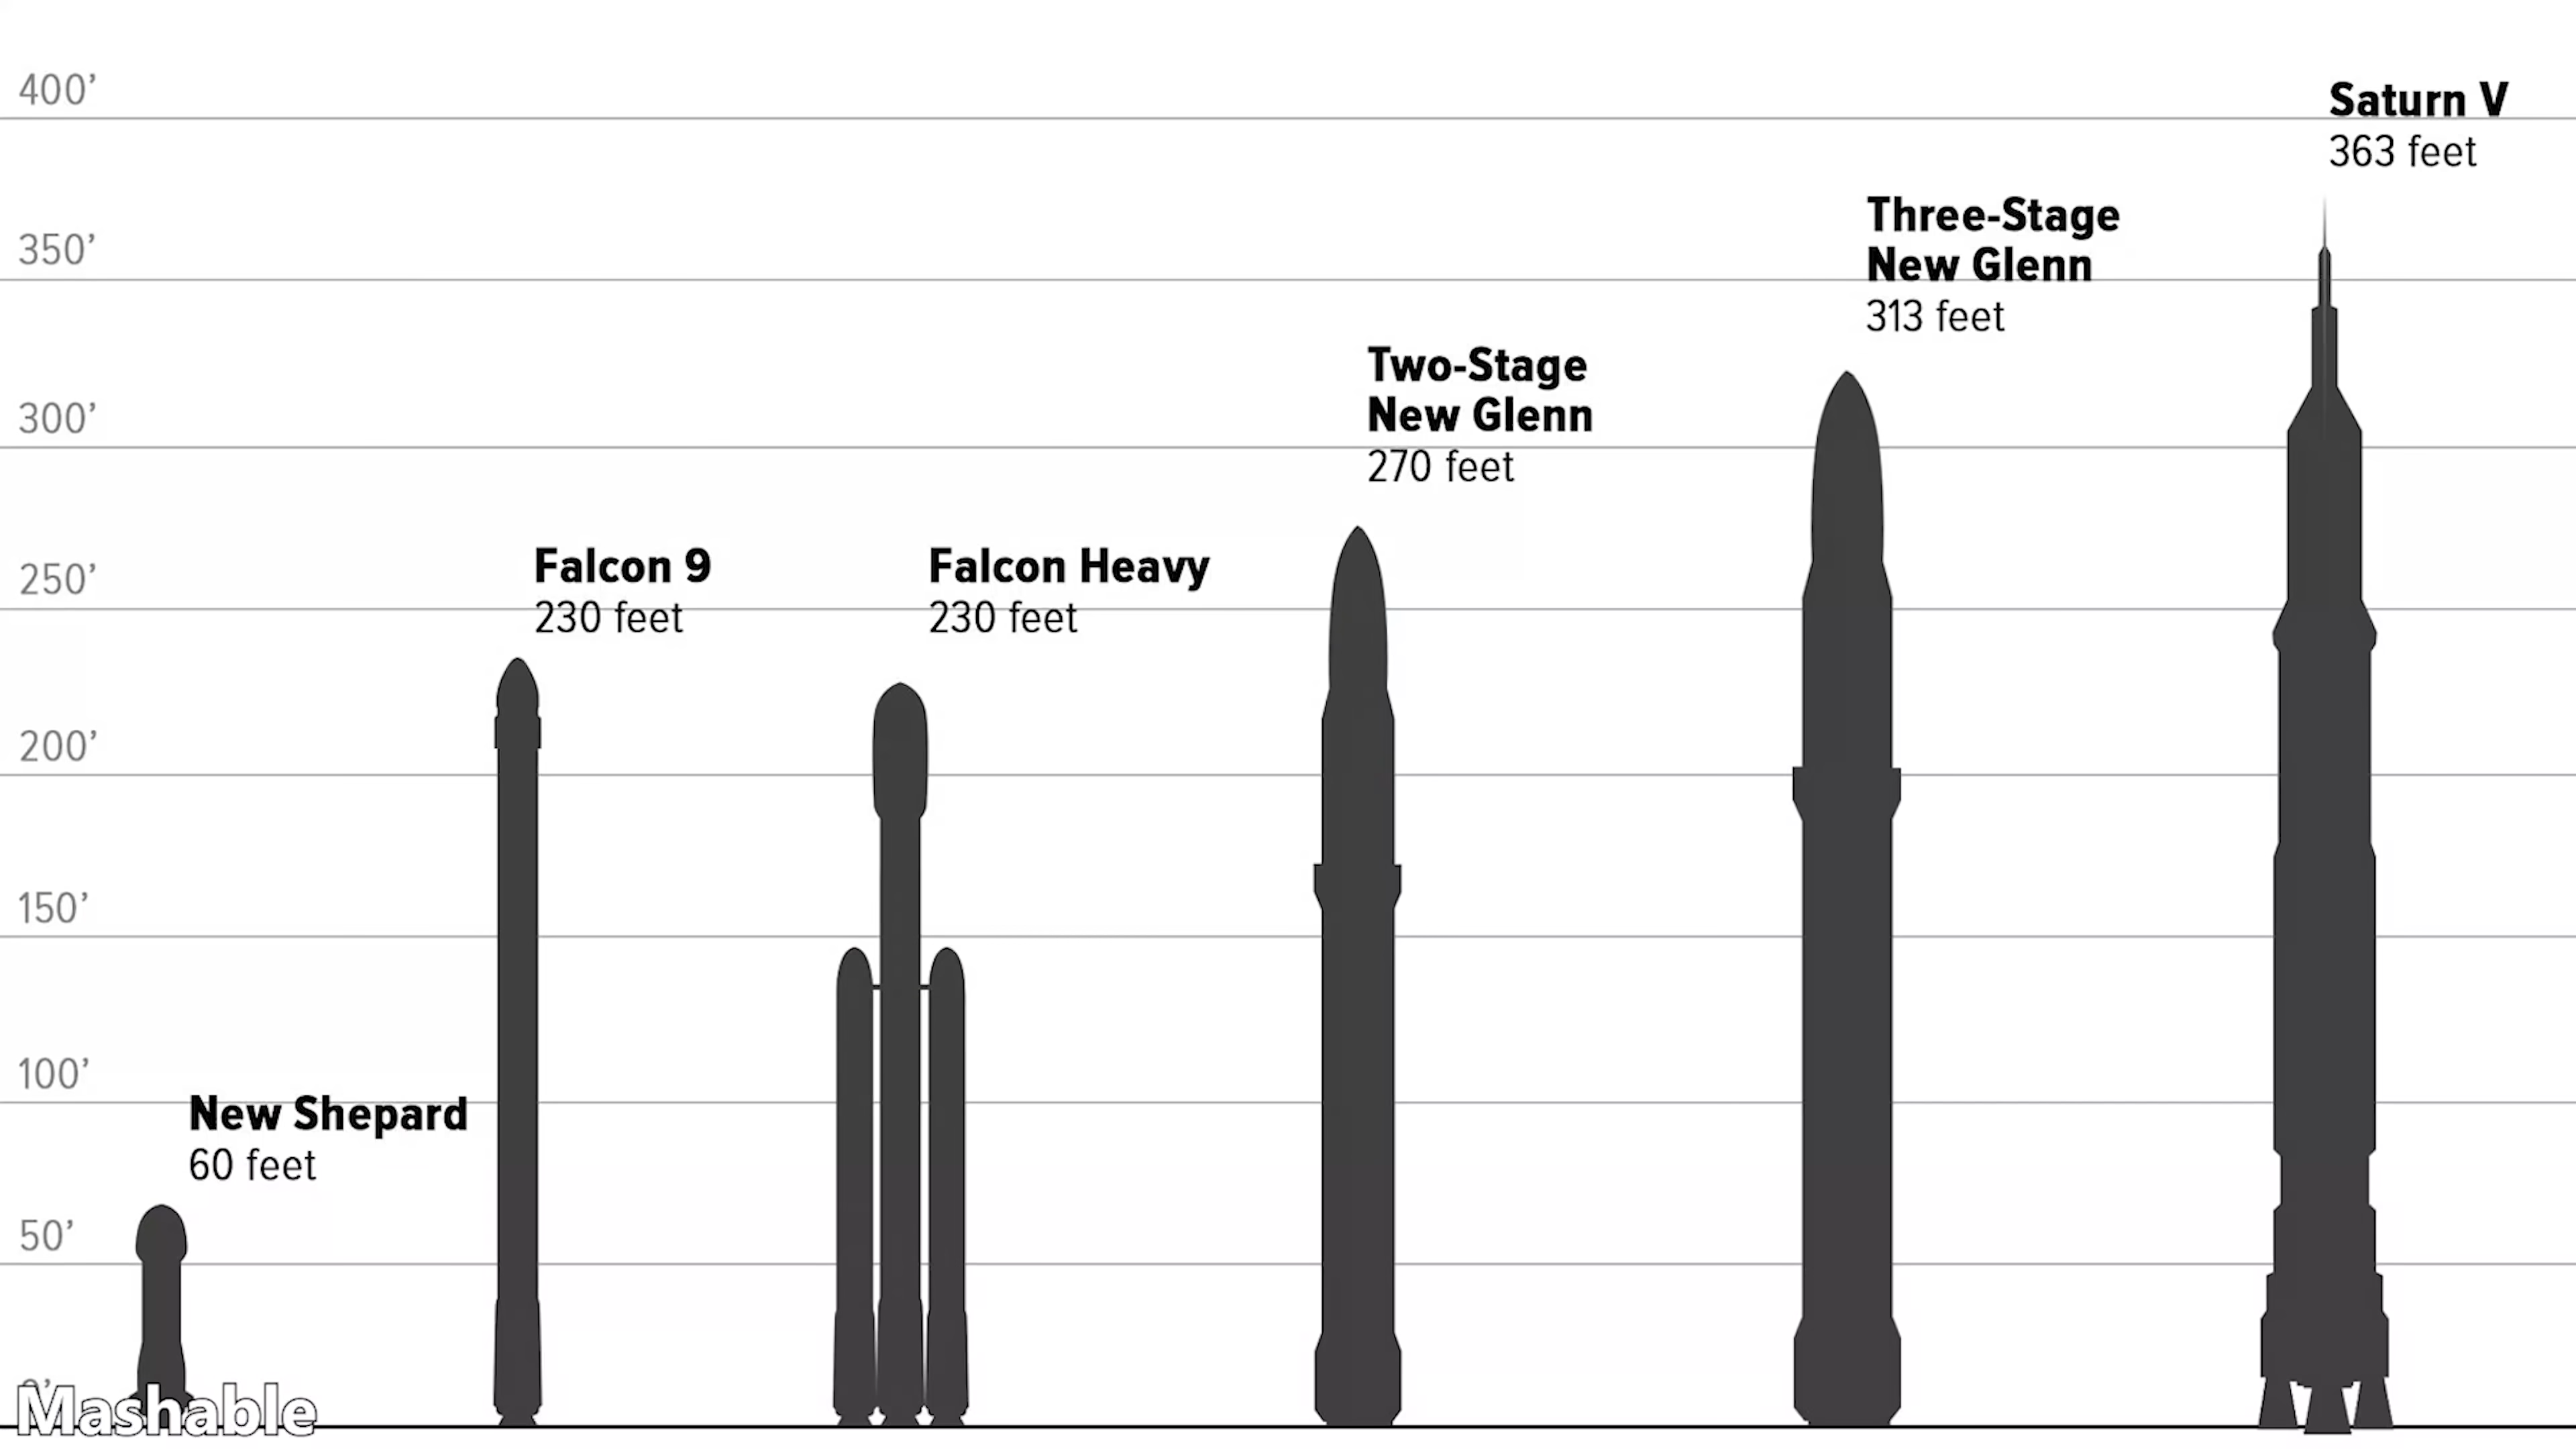 400’
Saturn V
363 feet
Three-Stage
New Glenn
313 feet
350’
Two-Stage
New Glenn
270 feet
300’
Falcon 9
230 feet
Falcon Heavy
230 feet
250’
200’
150’
100’
New Shepard
60 feet
50’
Mashable